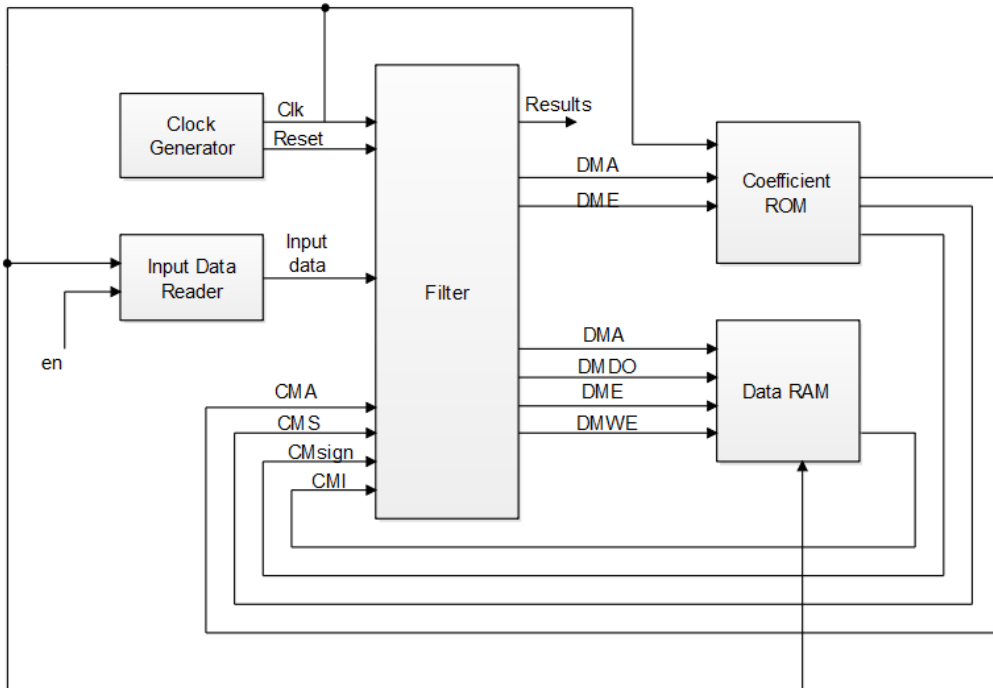 Clock
Generator
Clk
Reset
Input Data
Reader
Input
data
en
Filter
CMA
CMS
CMsign
CMI
Results
DMA
DME
Coefficient
ROM
DMA
DMDO
DME
DMWE
Data RAM